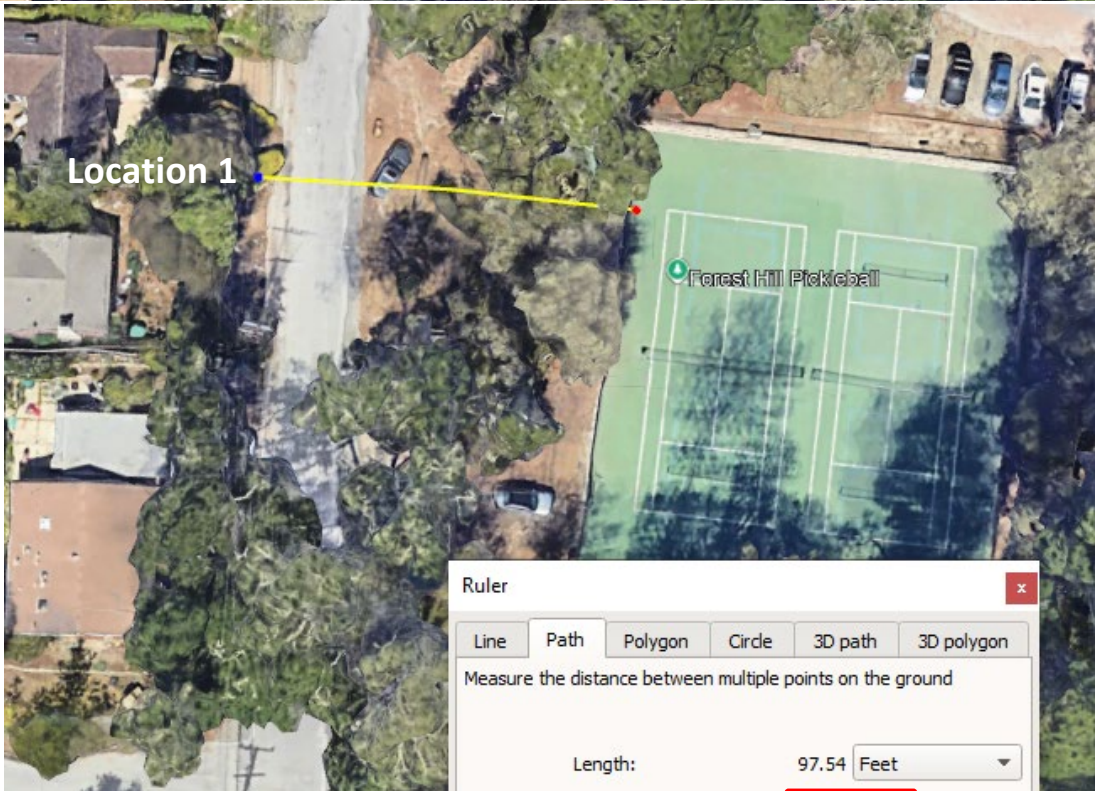 Location 1
Forest Hill Pickleball
Ruler
x
Line Path Polygon Circle 3D path 3D polygon
Measure the distance between multiple points on the ground
Length: 97.54 Feet